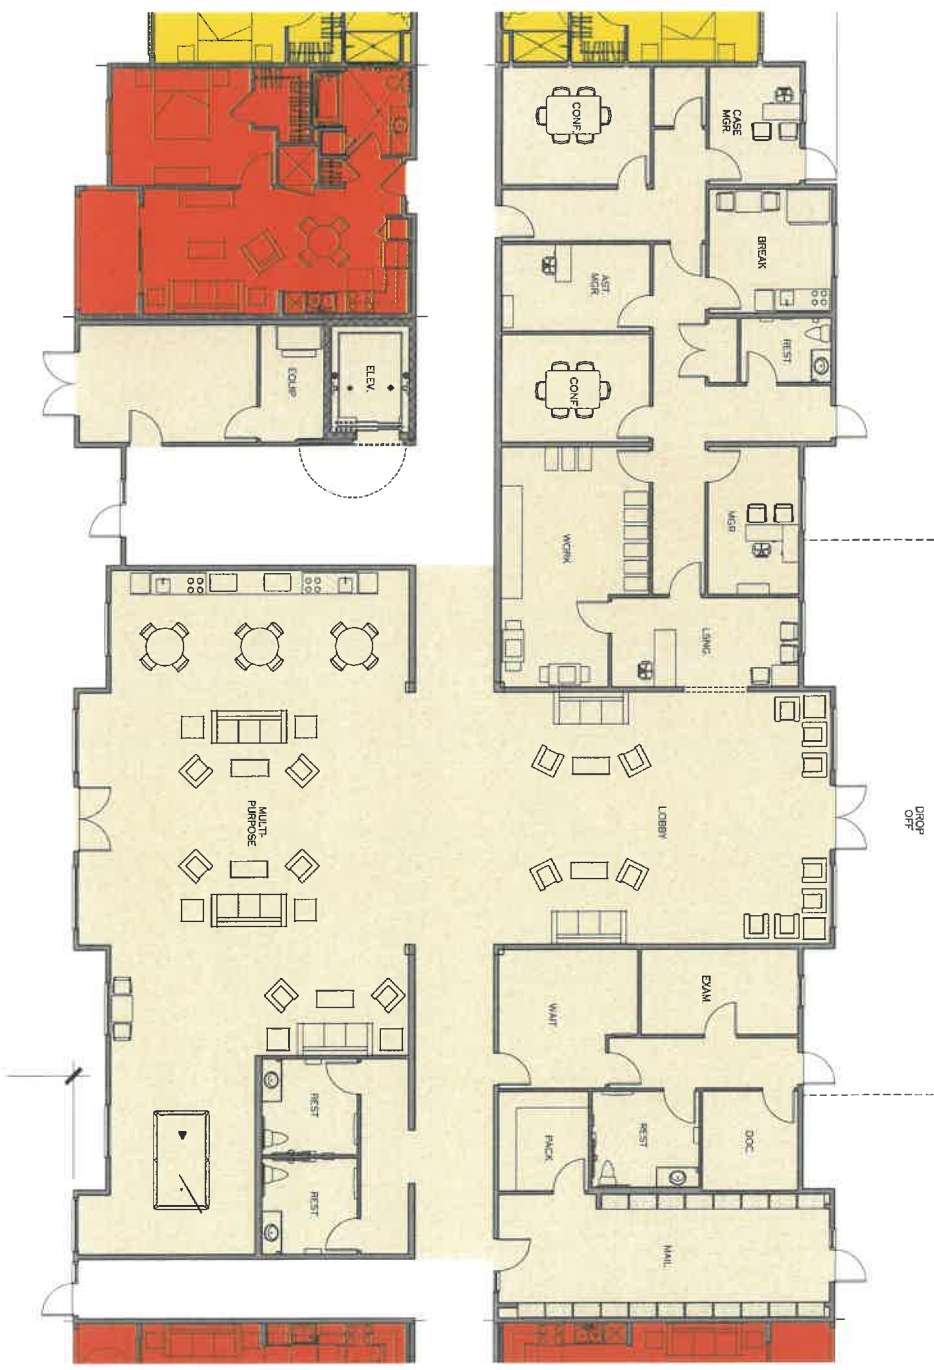 CONF.
CASE
MGR.
BREAK
AST.
MGR.
REST.
ELEV.
EQUIP
CONF.
MGR
WORK
LSNG.
MULTI-
PURPOSE
LOBBY
DROP
OFF
EXAM
WAIT
REST
REST
DOC
PACK
REST.
MAIL